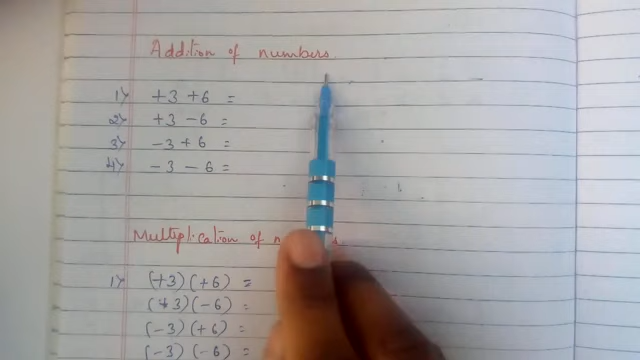 Addition of numbers
1) +3 +6 =
2) +3 -6 =
3) -3 +6 =
4) -3 -6 =
Multiplication of
1) (+3) (+6) =
(+3) (-6) =
(-3) (+6) =
(-3) (-6) =